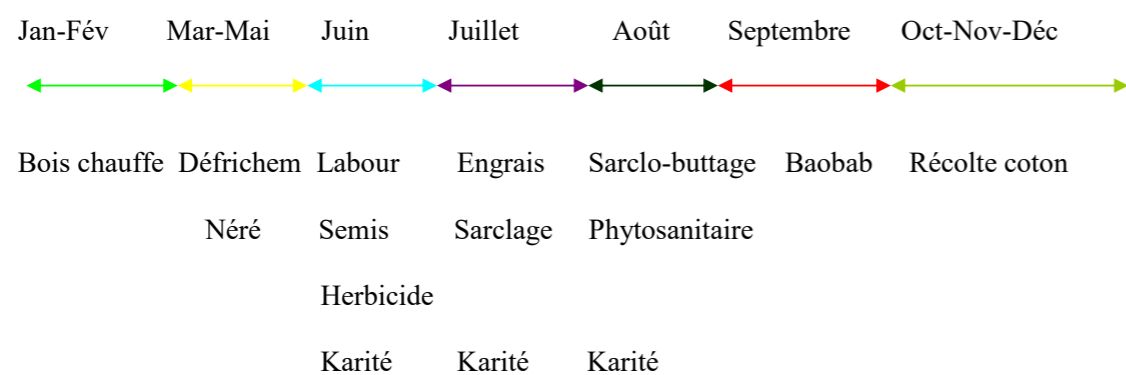 Jan-Fév Mar-Mai Juin Juillet Août Septembre Oct-Nov-Déc
Bois chauffe Défrichem Labour Engrais Sarclo-buttage Baobab Récolte coton
Néré Semis Sarclage Phytosanitaire
Herbicide
Karité Karité Karité